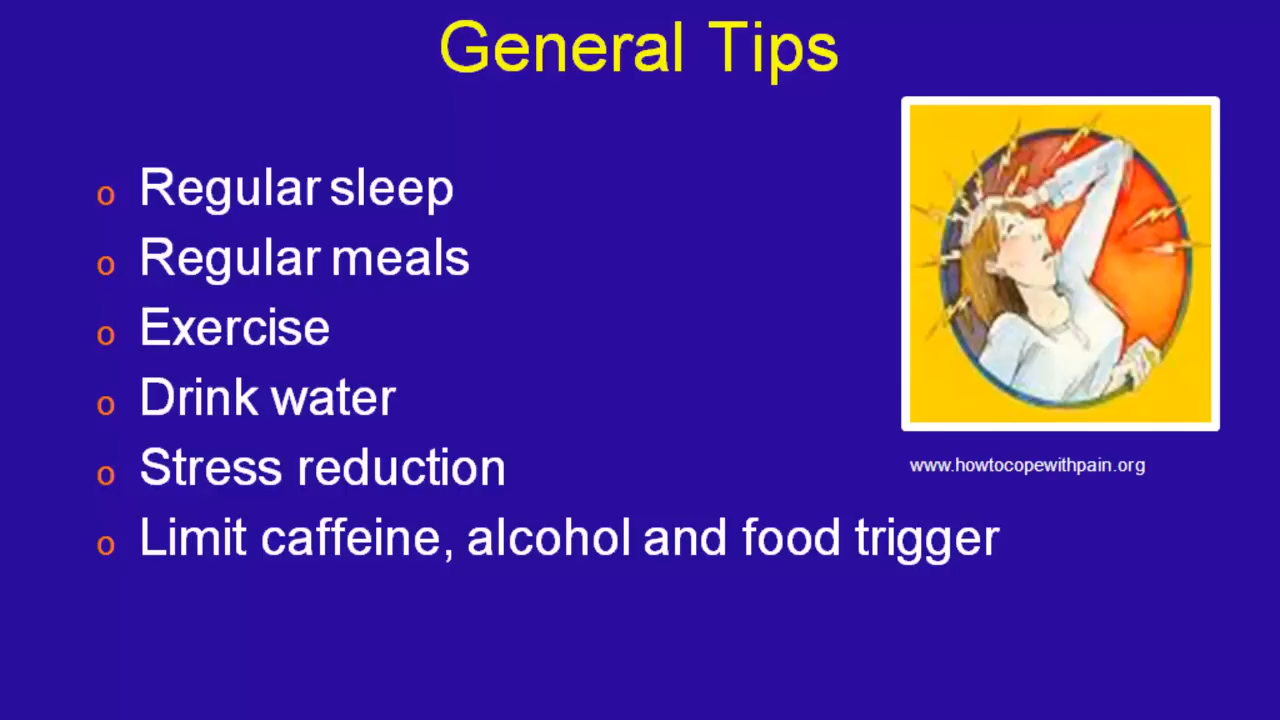 General Tips
o Regular sleep
o Regular meals
o Exercise
o Drink water
o Stress reduction
o Limit caffeine, alcohol and food trigger
www.howtocopewithpain.org